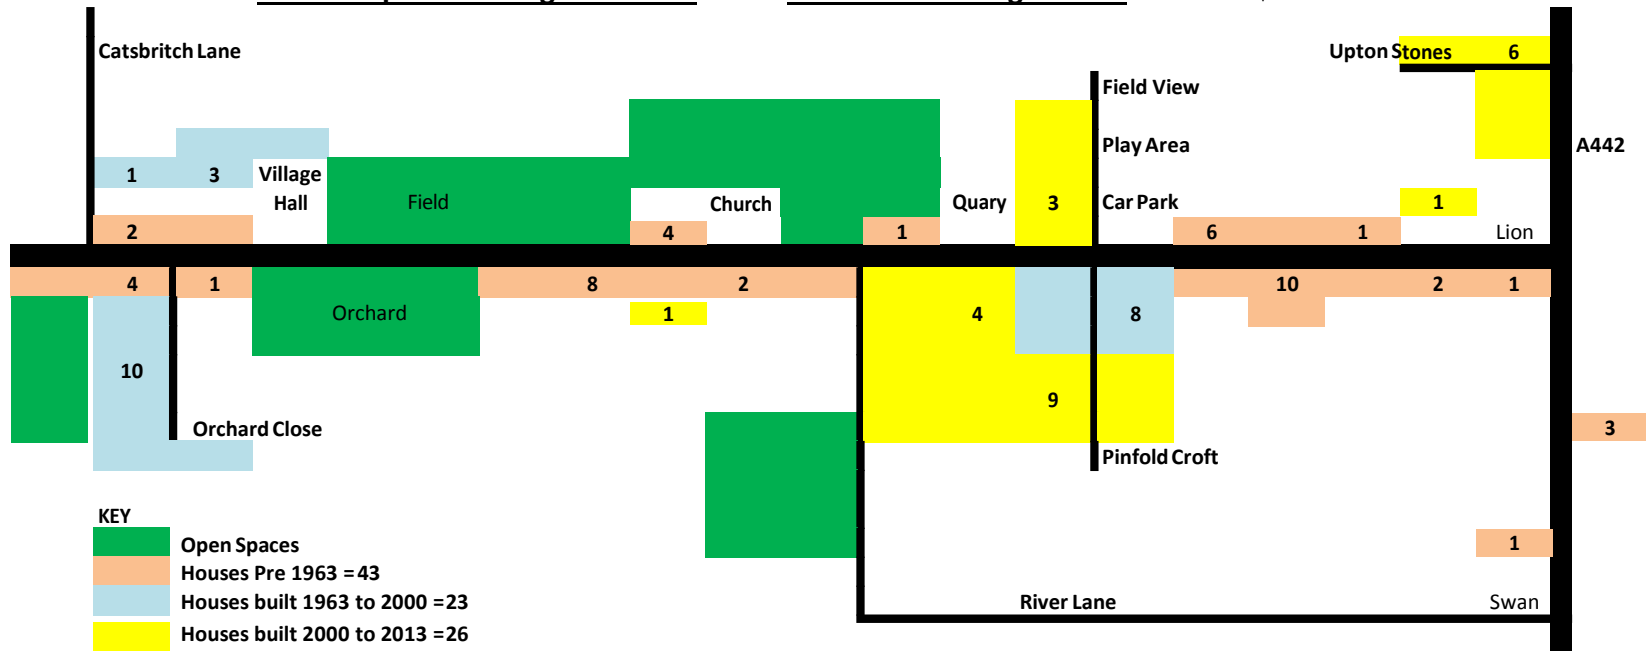 Catsbritch Lane
Upton Stones 6
Field View
Play Area
A442
1 3 Village
Hall
Field
Church
Quary
3
Car Park
1
2
4
1
6
1
Lion
4
1
8
2
10
2
1
Orchard
1
4
8
10
9
Orchard Close
3
Pinfold Croft
KEY
Open Spaces
1
Houses Pre 1963 =43
Houses built 1963 to 2000 =23
River Lane
Swan
Houses built 2000 to 2013 =26